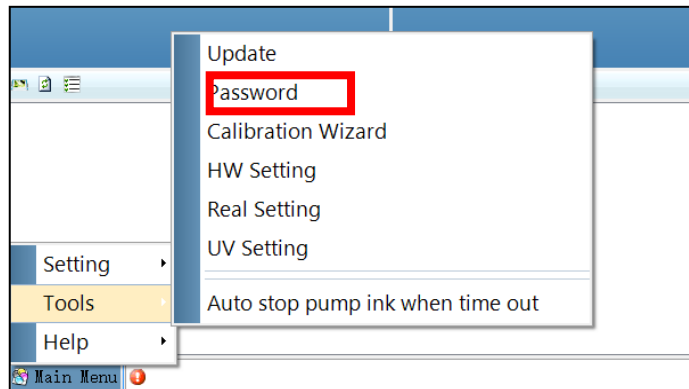 Update
Password
Calibration Wizard
HW Setting
Real Setting
UV Setting
Auto stop pump ink when time out
Setting
Tools
Help
Main Menu